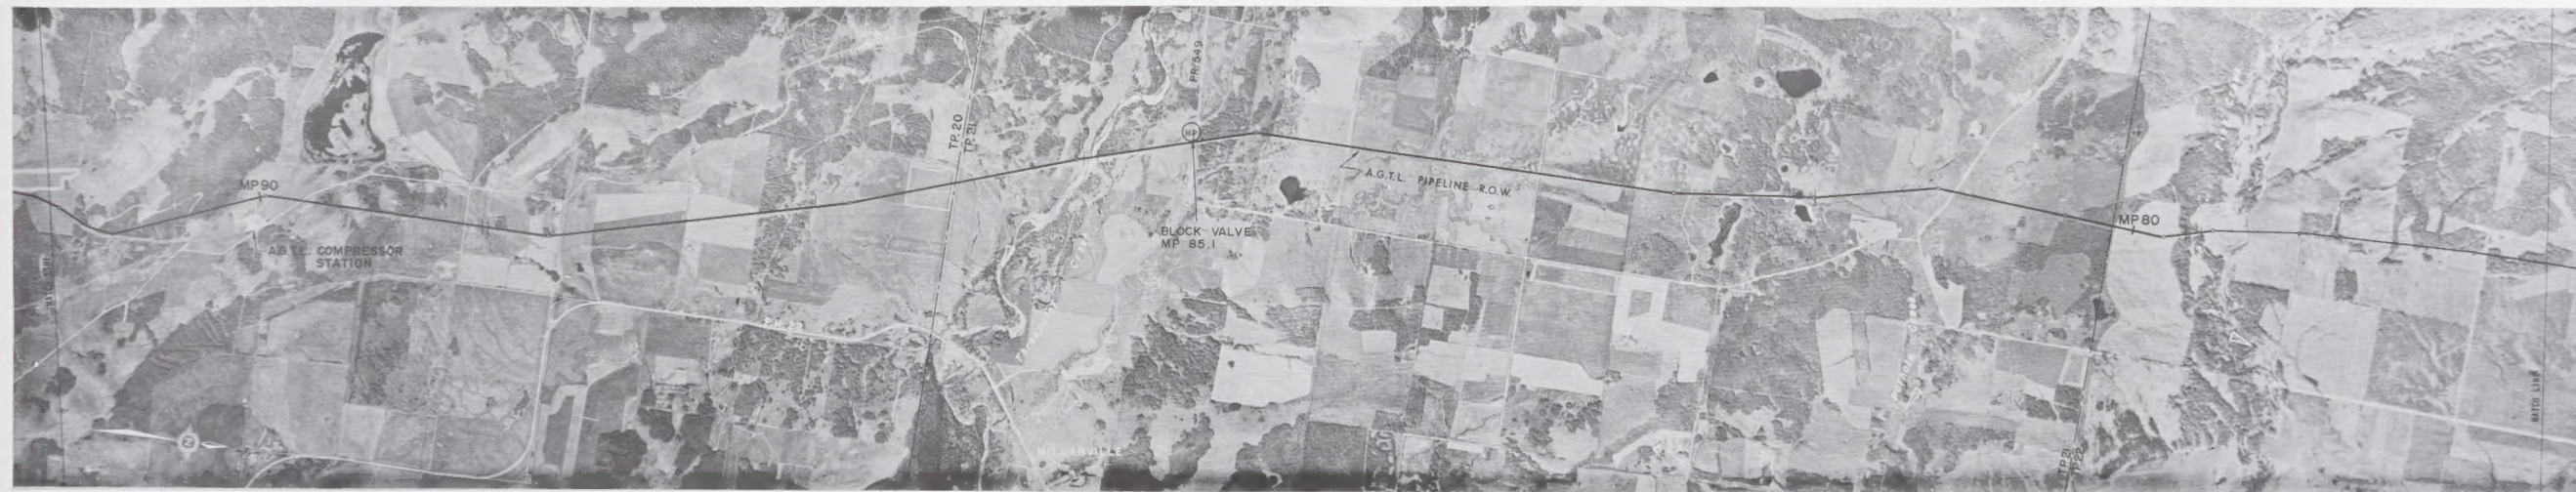 MP 90
A.G.T.L. COMPRESSOR
STATION
TP. 20
TP. 21
PR. 549
HP
BLOCK VALVE
MP 85.1
A.G.T.L. PIPELINE R.O.W.
MP 80
TP 21
TP 22
MATCH LINE
MILLARVILLE
Z